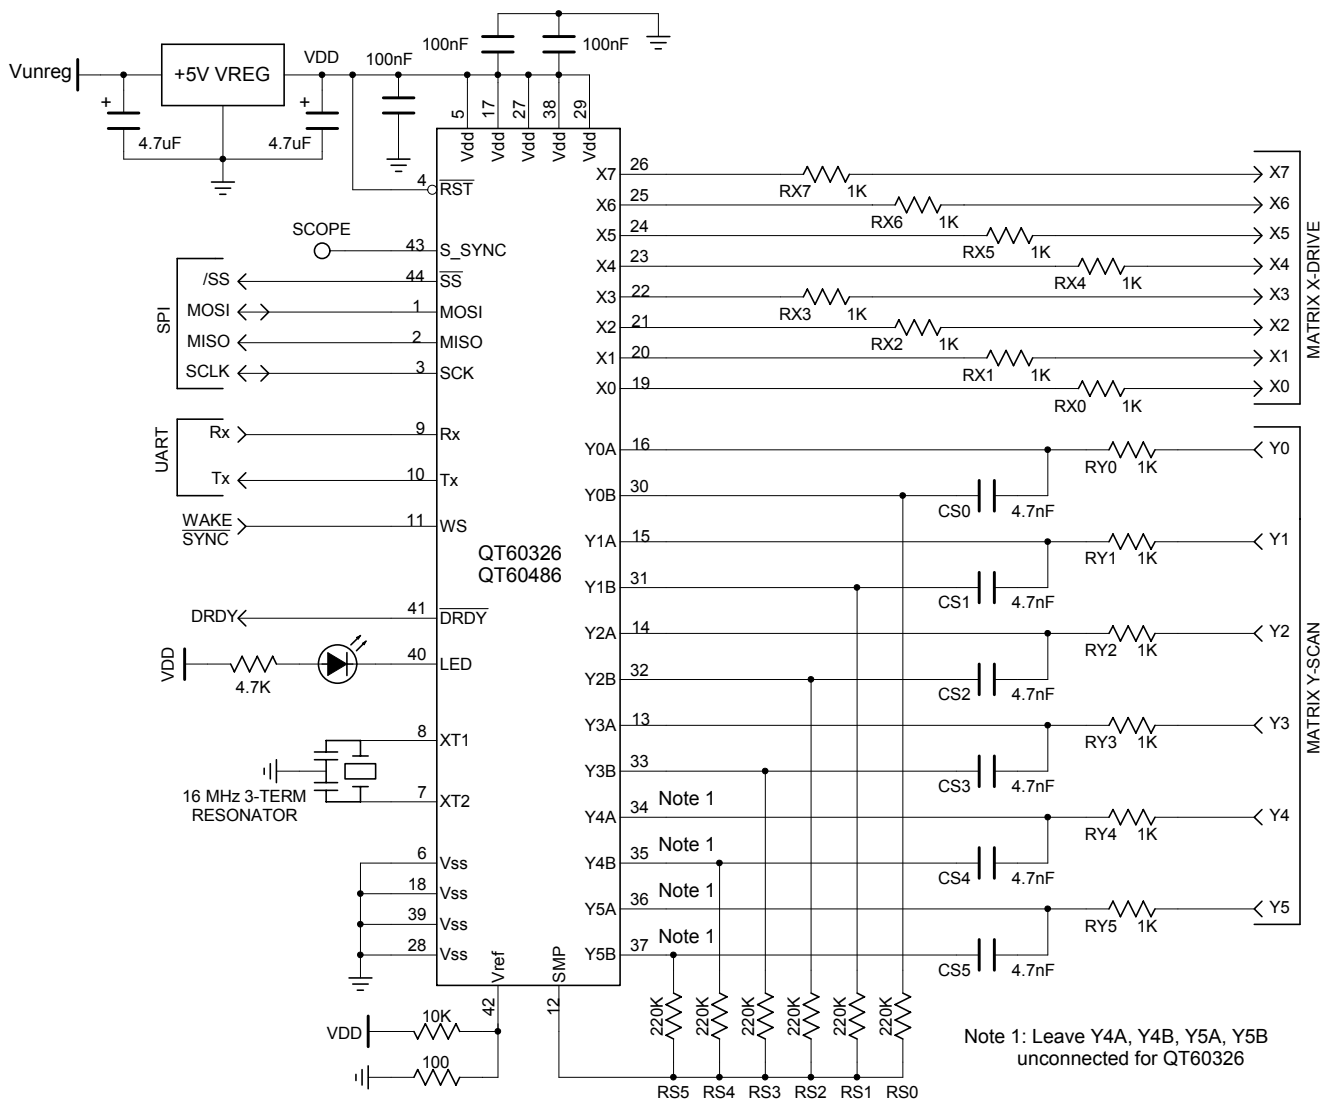 100nF 100nF
Vunreg +5V VREG VDD 100nF
+ 4.7uF + 4.7uF
5 17 27 38 29
Vdd Vdd Vdd Vdd Vdd
4 RST
SCOPE 43 S_SYNC
SPI
/SS 44 SS
MOSI 1 MOSI
MISO 2 MISO
SCLK 3 SCK
UART
Rx 9 Rx
Tx 10 Tx
WAKE
SYNC 11 WS
QT60326
QT60486
DRDY 41 DRDY
VDD 4.7K 40 LED
8 XT1
16 MHz 3-TERM
RESONATOR
7 XT2
6 Vss
18 Vss
39 Vss
28 Vss
Vref 42
SMP 12
VDD 10K
100
X7 26 RX7 1K X7
X6 25 RX6 1K X6
X5 24 RX5 1K X5
X4 23 RX4 1K X4
X3 22 RX3 1K X3
X2 21 RX2 1K X2
X1 20 RX1 1K X1
X0 19 RX0 1K X0
MATRIX X-DRIVE
Y0A 16 RY0 1K Y0
Y0B 30 CS0 4.7nF
Y1A 15 RY1 1K Y1
Y1B 31 CS1 4.7nF
Y2A 14 RY2 1K Y2
Y2B 32 CS2 4.7nF
Y3A 13 RY3 1K Y3
Y3B 33 CS3 4.7nF
Y4A 34 Note 1 RY4 1K Y4
Y4B 35 Note 1 CS4 4.7nF
Y5A 36 Note 1 RY5 1K Y5
Y5B 37 Note 1 CS5 4.7nF
MATRIX Y-SCAN
220K 220K 220K 220K 220K 220K
RS5 RS4 RS3 RS2 RS1 RS0
Note 1: Leave Y4A, Y4B, Y5A, Y5B
unconnected for QT60326